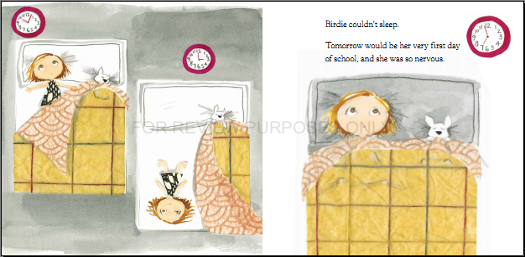 Birdie couldn't sleep.
Tomorrow would be her very first day
of school, and she was so nervous.
FOR REVIEW PURPOSES ONLY